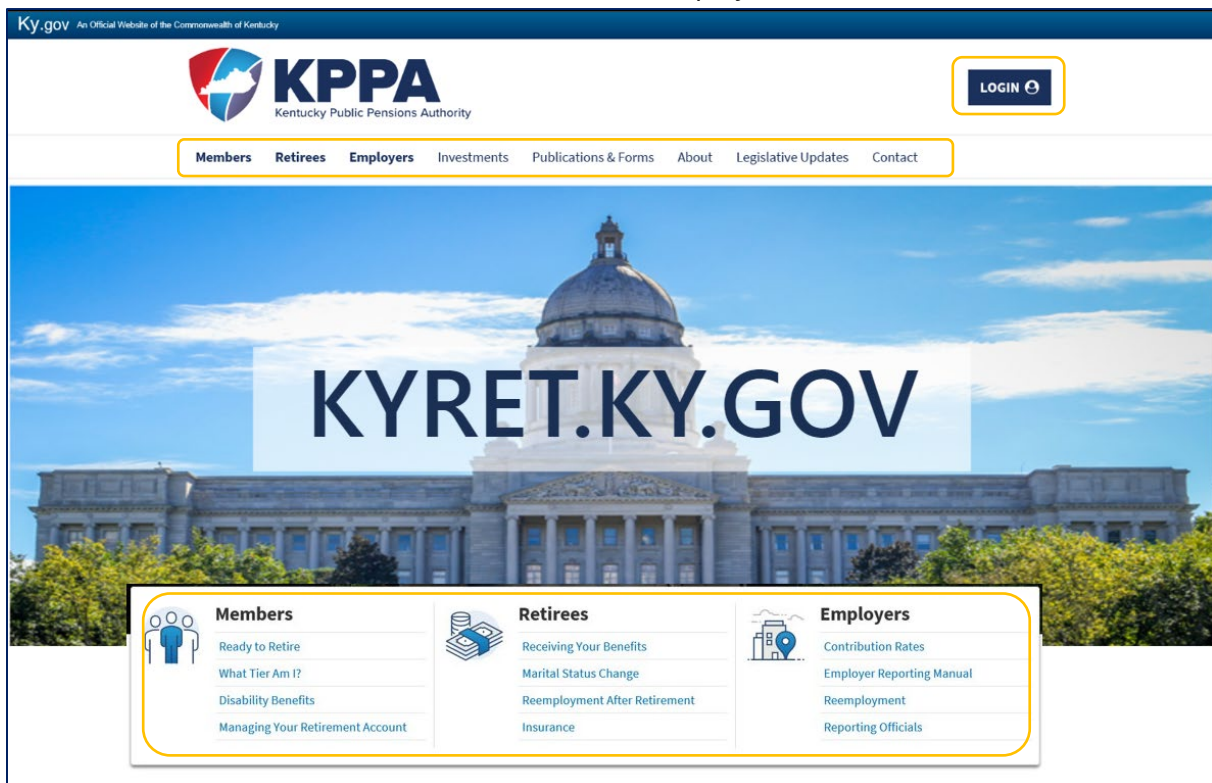 Ky.gov An Official Website of the Commonwealth of Kentucky
KPPA
Kentucky Public Pensions Authority
LOGIN
Members Retirees Employers Investments Publications & Forms About Legislative Updates Contact
KYRET.KY.GOV
Members
Ready to Retire
What Tier Am I?
Disability Benefits
Managing Your Retirement Account
Retirees
Receiving Your Benefits
Marital Status Change
Reemployment After Retirement
Insurance
Employers
Contribution Rates
Employer Reporting Manual
Reemployment
Reporting Officials